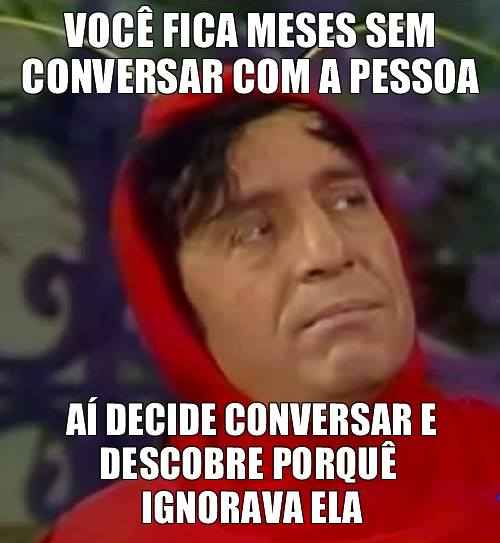 VOCÊ FICA MESES SEM
CONVERSAR COM A PESSOA
AÍ DECIDE CONVERSAR E
DESCOBRE PORQUÊ
IGNORAVA ELA